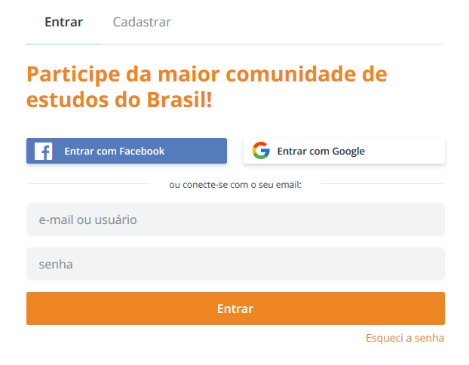 Entrar Cadastrar
Participe da maior comunidade de
estudos do Brasil!
Entrar com Facebook Entrar com Google
ou conecte-se com o seu email:
e-mail ou usuário
senha
Entrar
Esqueci a senha